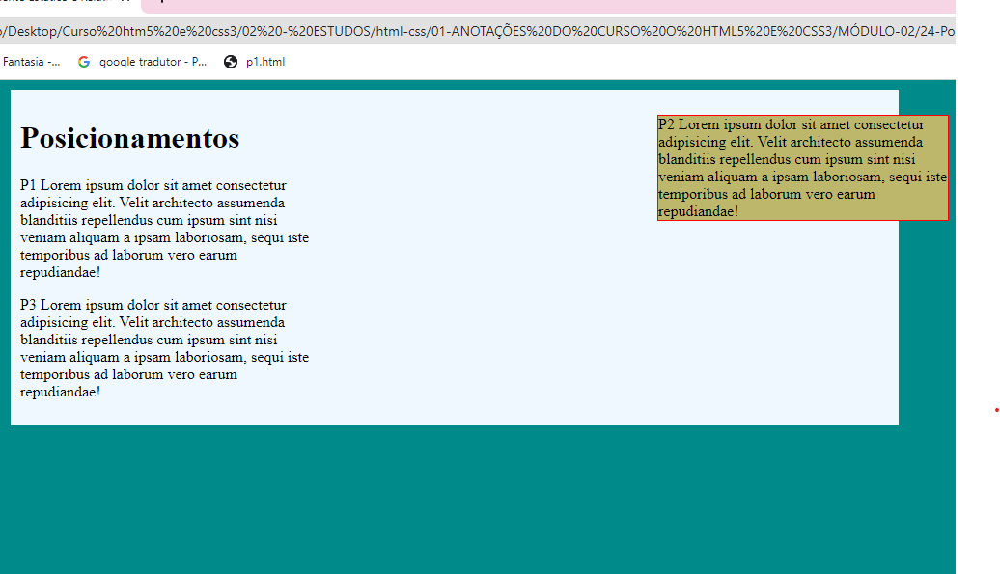 /Desktop/Curso%20htm5%20e%20css3/02%20-%20ESTUDOS/html-css/01-ANOTAÇÕES%20DO%20CURSO%20O%20HTML5%20E%20CSS3/MÓDULO-02/24-Po
Fantasia -... google tradutor - P... p1.html
Posicionamentos
P1 Lorem ipsum dolor sit amet consectetur
adipisicing elit. Velit architecto assumenda
blanditiis repellendus cum ipsum sint nisi
veniam aliquam a ipsam laboriosam, sequi iste
temporibus ad laborum vero earum
repudiandae!
P2 Lorem ipsum dolor sit amet consectetur
adipisicing elit. Velit architecto assumenda
blanditiis repellendus cum ipsum sint nisi
veniam aliquam a ipsam laboriosam, sequi iste
temporibus ad laborum vero earum
repudiandae!
P3 Lorem ipsum dolor sit amet consectetur
adipisicing elit. Velit architecto assumenda
blanditiis repellendus cum ipsum sint nisi
veniam aliquam a ipsam laboriosam, sequi iste
temporibus ad laborum vero earum
repudiandae!